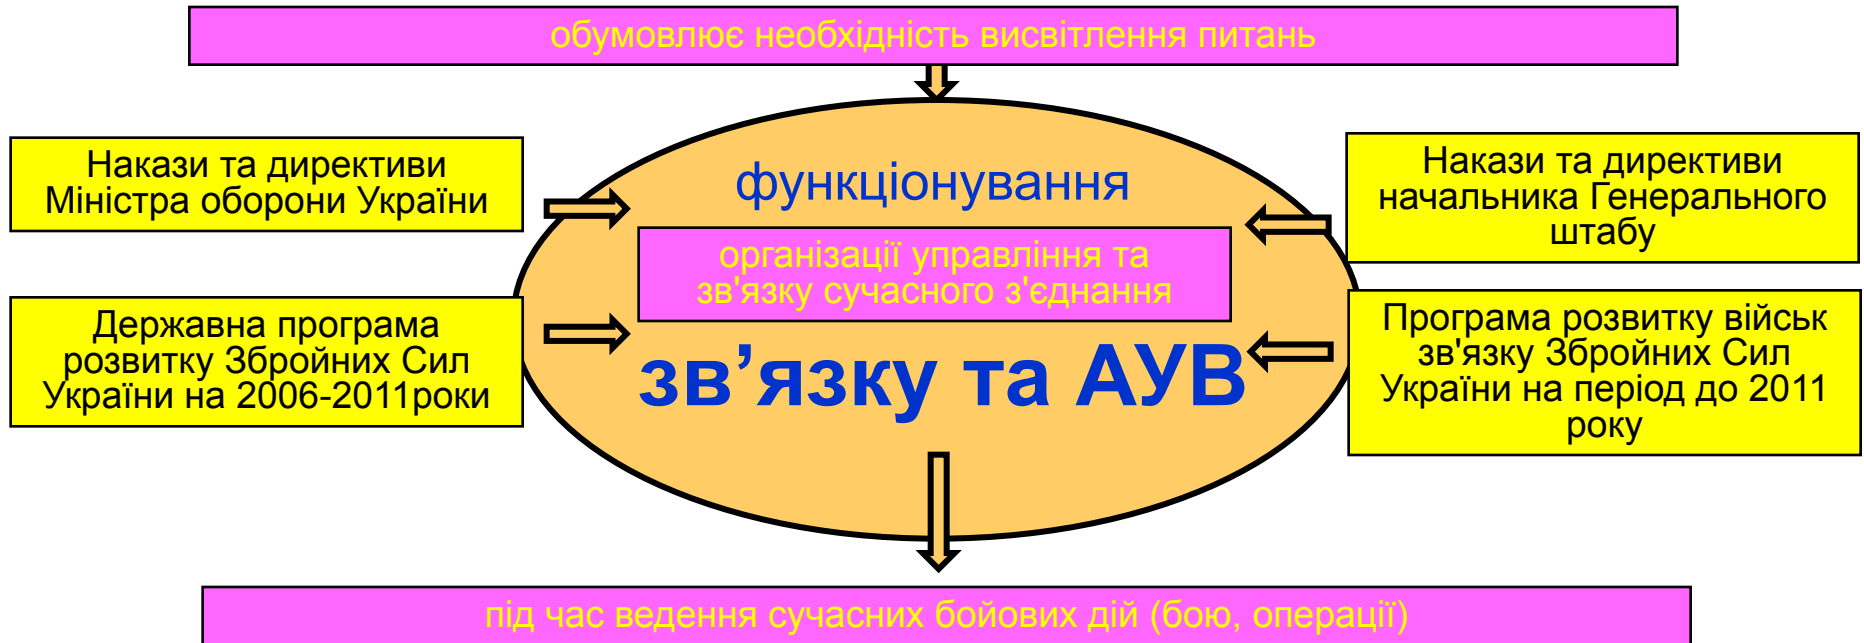 обумовлює необхідність висвітлення питань
Накази та директиви
Міністра оборони України
функціонування
Накази та директиви
начальника Генерального
штабу
організації управління та
зв'язку сучасного з'єднання
Державна програма
розвитку Збройних Сил
України на 2006-2011роки
зв’язку та АУВ
Програма розвитку військ
зв'язку Збройних Сил
України на період до 2011
року
під час ведення сучасних бойових дій (бою, операції)